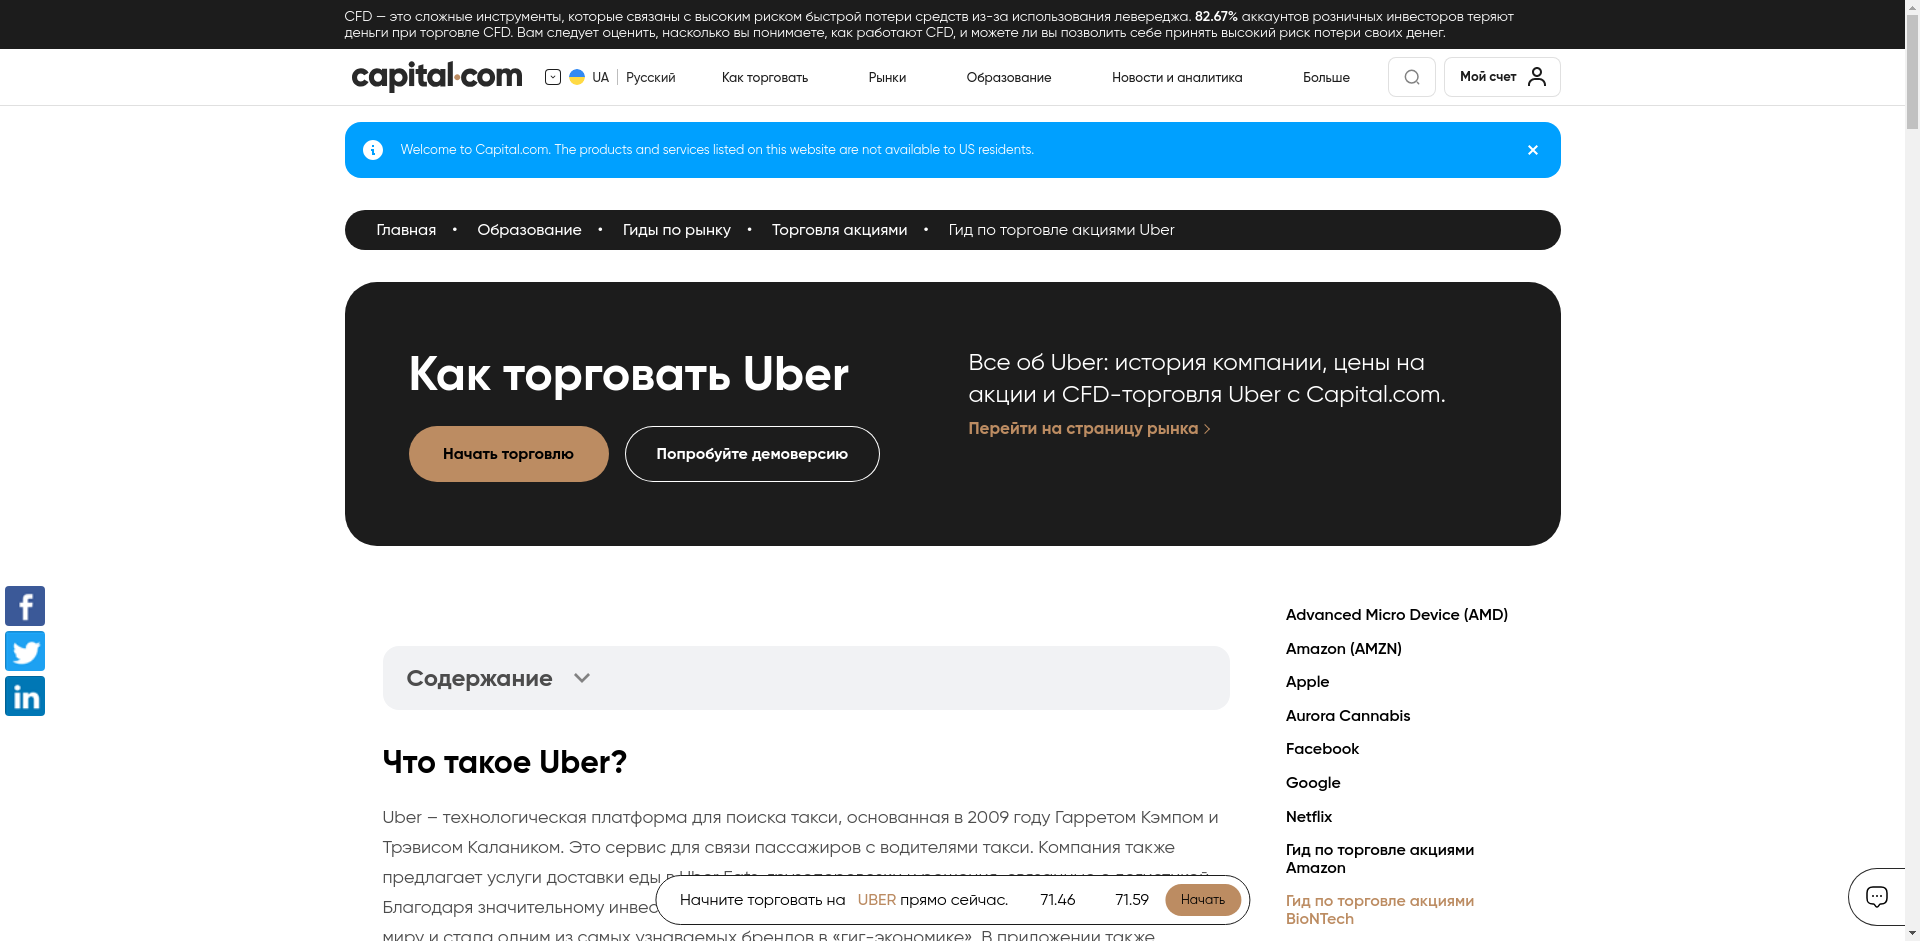 CFD — это сложные инструменты, которые связаны с высоким риском быстрой потери средств из-за использования левереджа. 82.67% аккаунтов розничных инвесторов теряют
деньги при торговле CFD. Вам следует оценить, насколько вы понимаете, как работают CFD, и можете ли вы позволить себе принять высокий риск потери своих денег.
capital.com
UA
Русский
Как торговать
Рынки
Образование
Новости и аналитика
Больше
Мой счет
Welcome to Capital.com. The products and services listed on this website are not available to US residents.
Главная • Образование • Гиды по рынку • Торговля акциями • Гид по торговле акциями Uber
Как торговать Uber
Все об Uber: история компании, цены на
акции и CFD-торговля Uber с Capital.com.
Перейти на страницу рынка
Начать торговлю
Попробуйте демоверсию
Содержание
Что такое Uber?
Uber – технологическая платформа для поиска такси, основанная в 2009 году Гарретом Кэмпом и
Трэвисом Калаником. Это сервис для связи пассажиров с водителями такси. Компания также
предлагает услуги доставки еды
Благодаря значительному
миру и стала одним из самых узнаваемых брендов в «гиг-экономике». В приложении также
Начните торговать на UBER прямо сейчас. 71.46 71.59 Начать
Advanced Micro Device (AMD)
Amazon (AMZN)
Apple
Aurora Cannabis
Facebook
Google
Netflix
Гид по торговле акциями
Amazon
Гид по торговле акциями
BioNTech